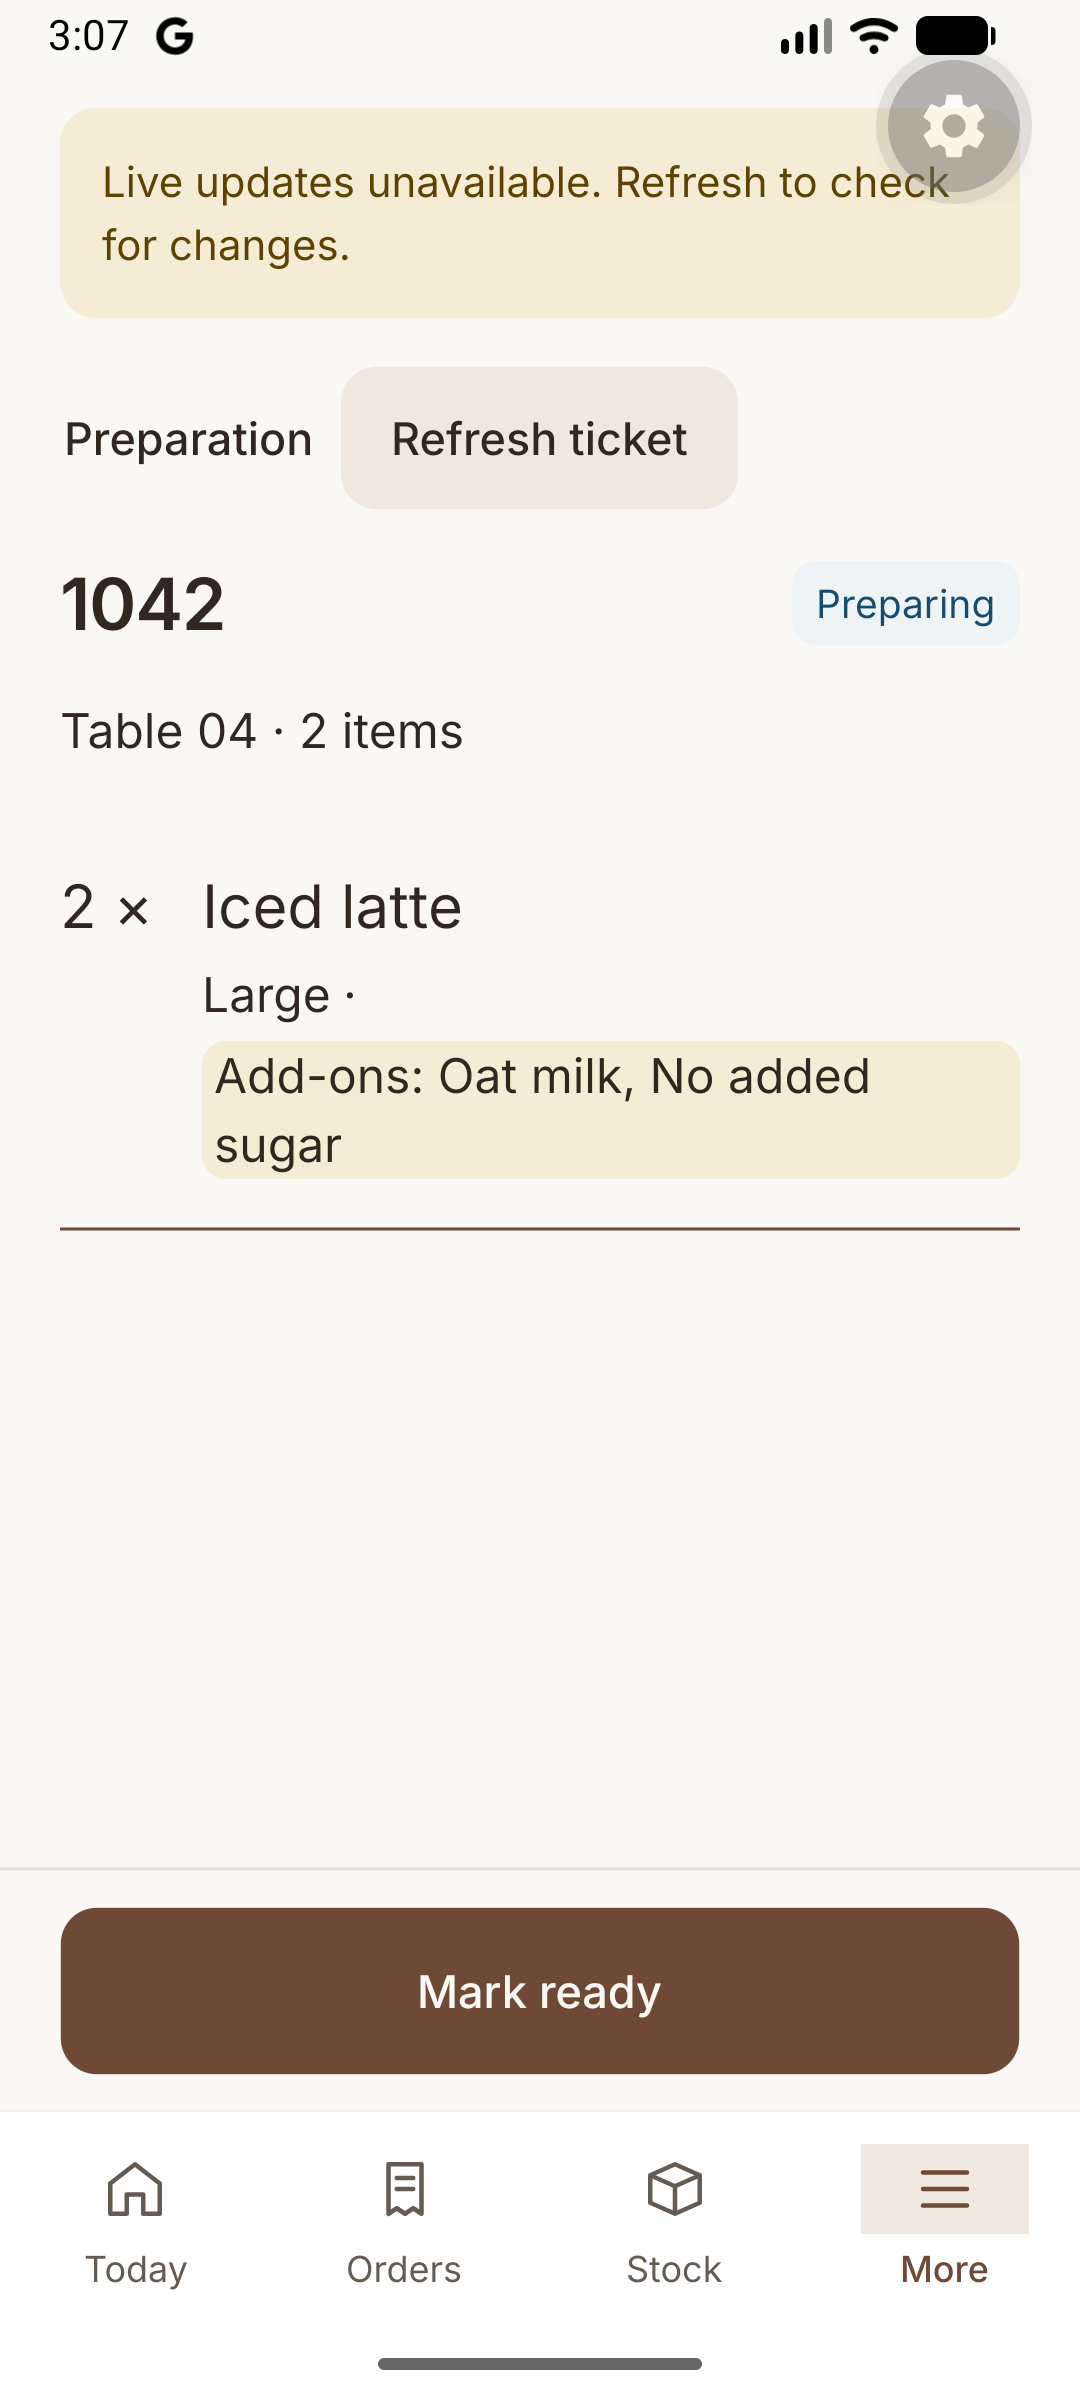 3:07
Live updates unavailable. Refresh to check
for changes.
Preparation
Refresh ticket
1042
Preparing
Table 04 · 2 items
2 × Iced latte
Large ·
Add-ons: Oat milk, No added
sugar
Mark ready
Today
Orders
Stock
More